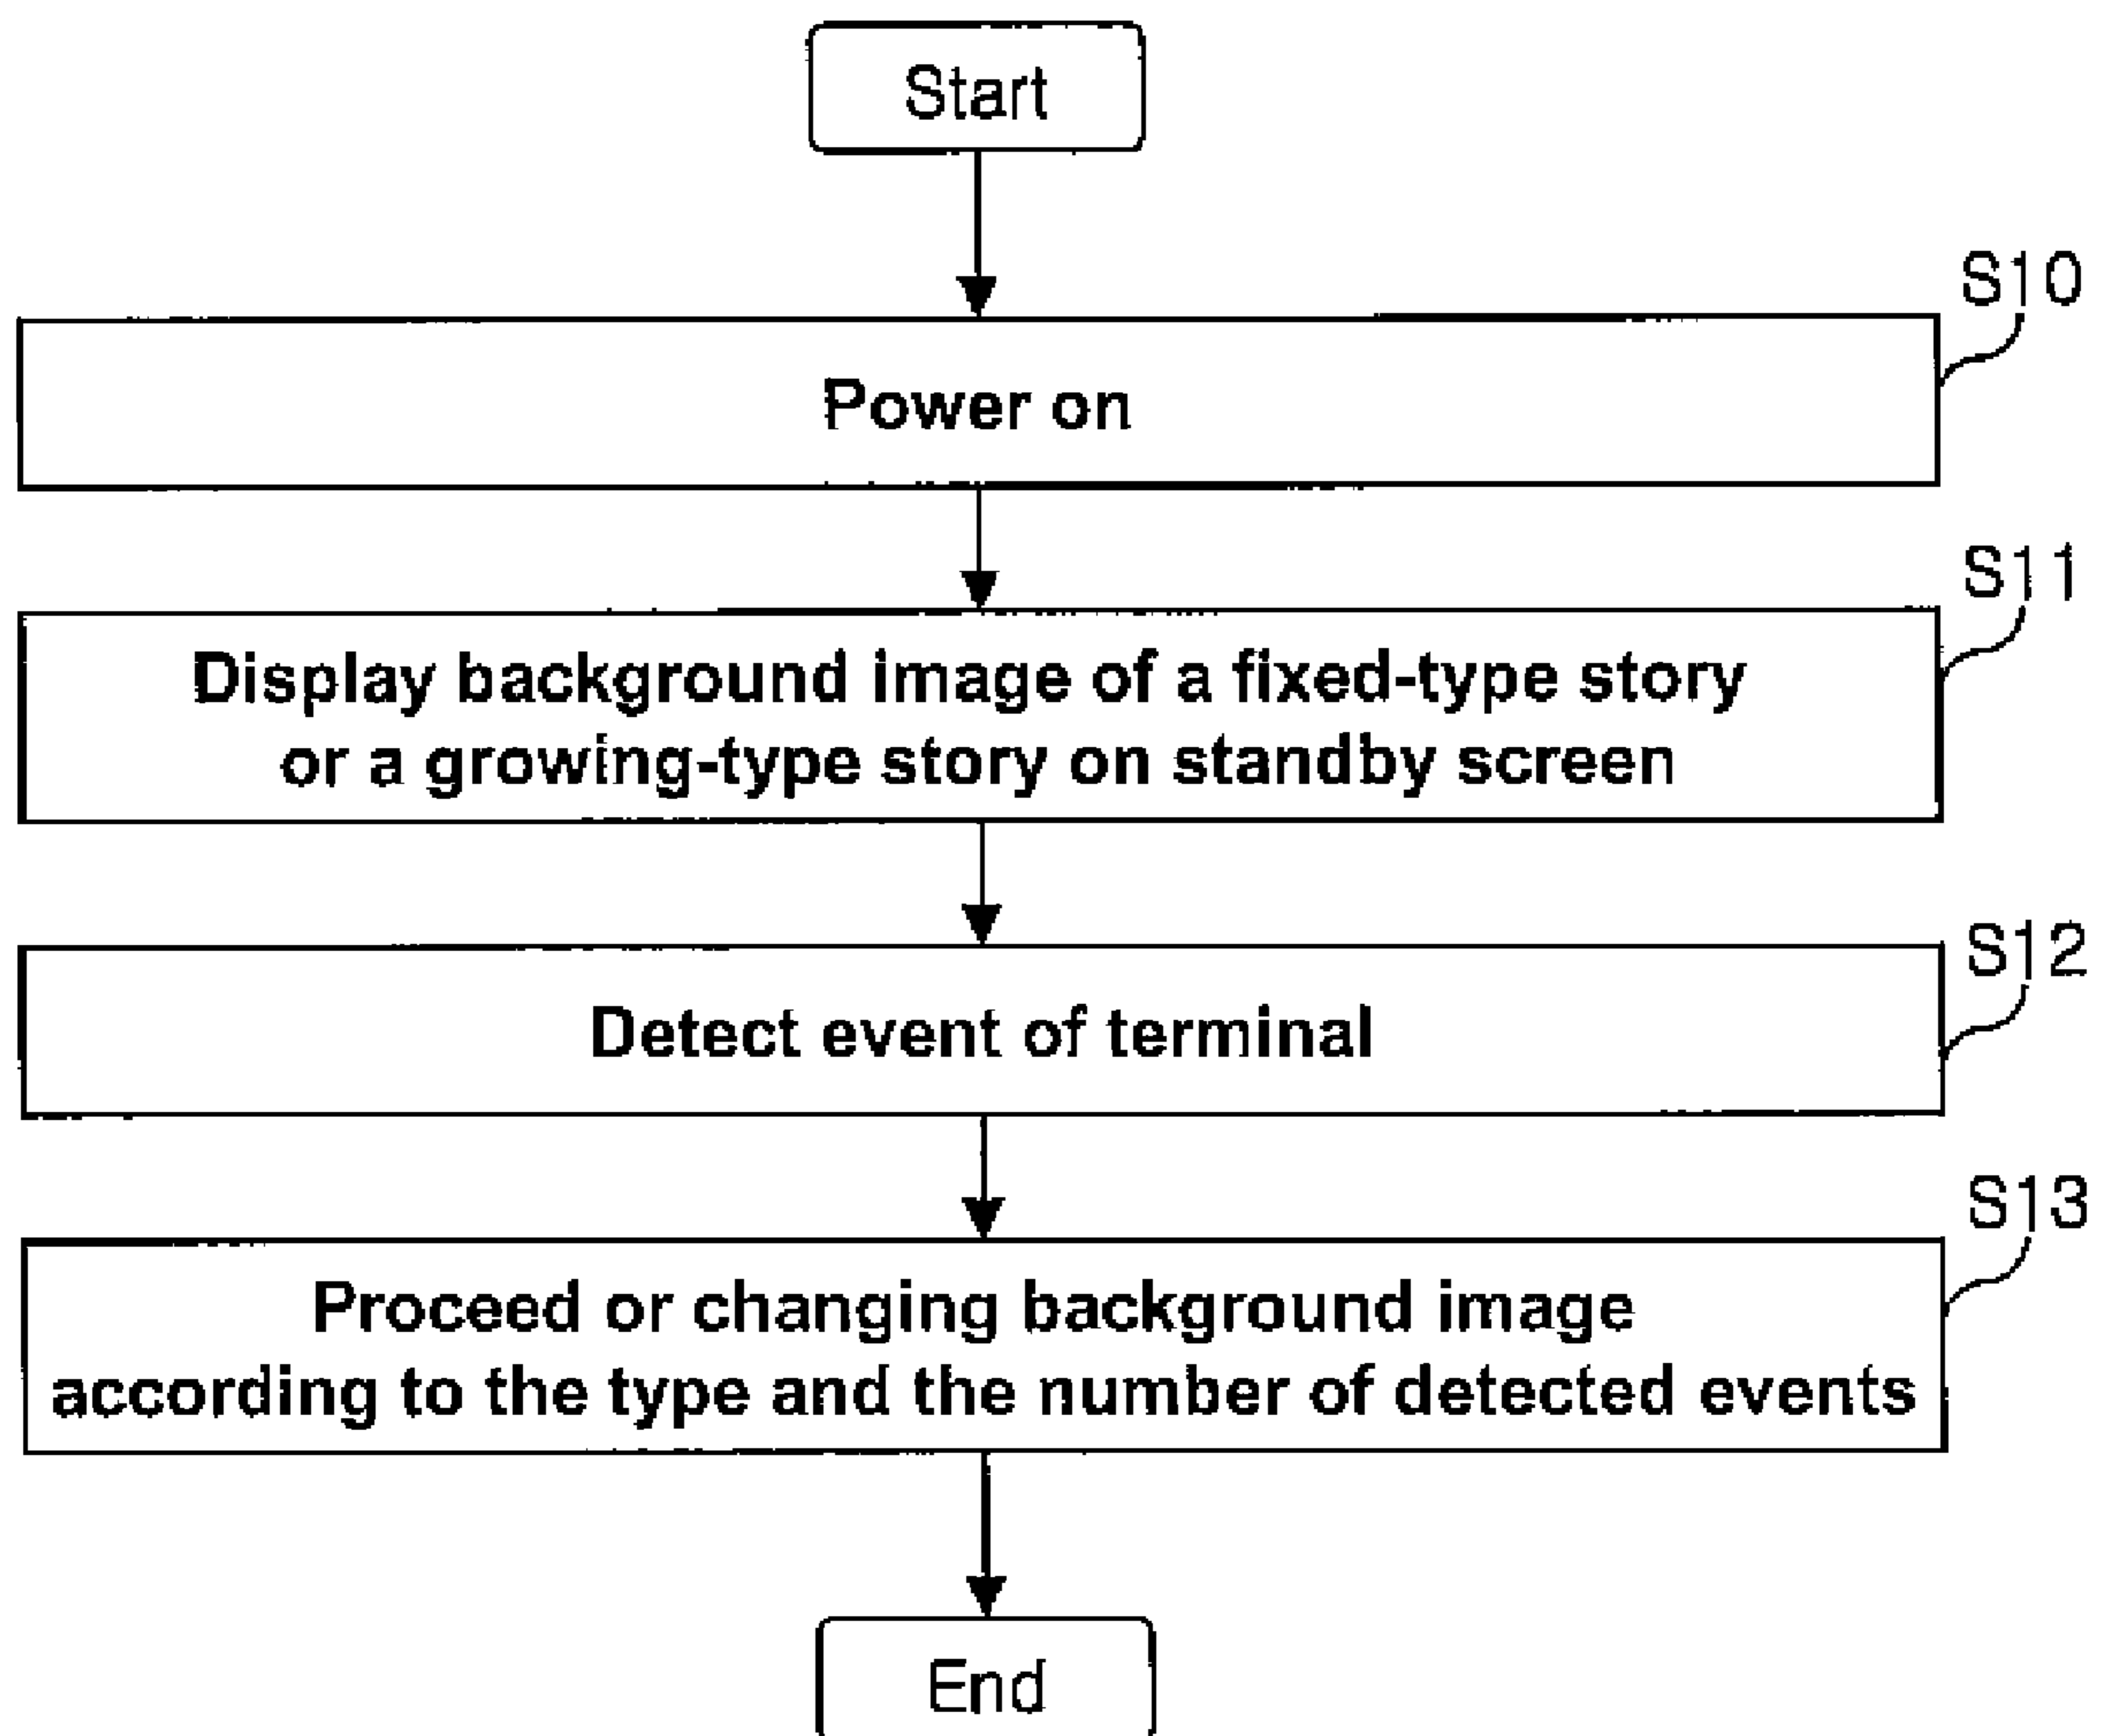 Start
S10
Power on
S11
Display background image of a fixed-type story
or a growing-type story on standby screen
S12
Detect event of terminal
S13
Proceed or changing background image
according to the type and the number of detected events
End